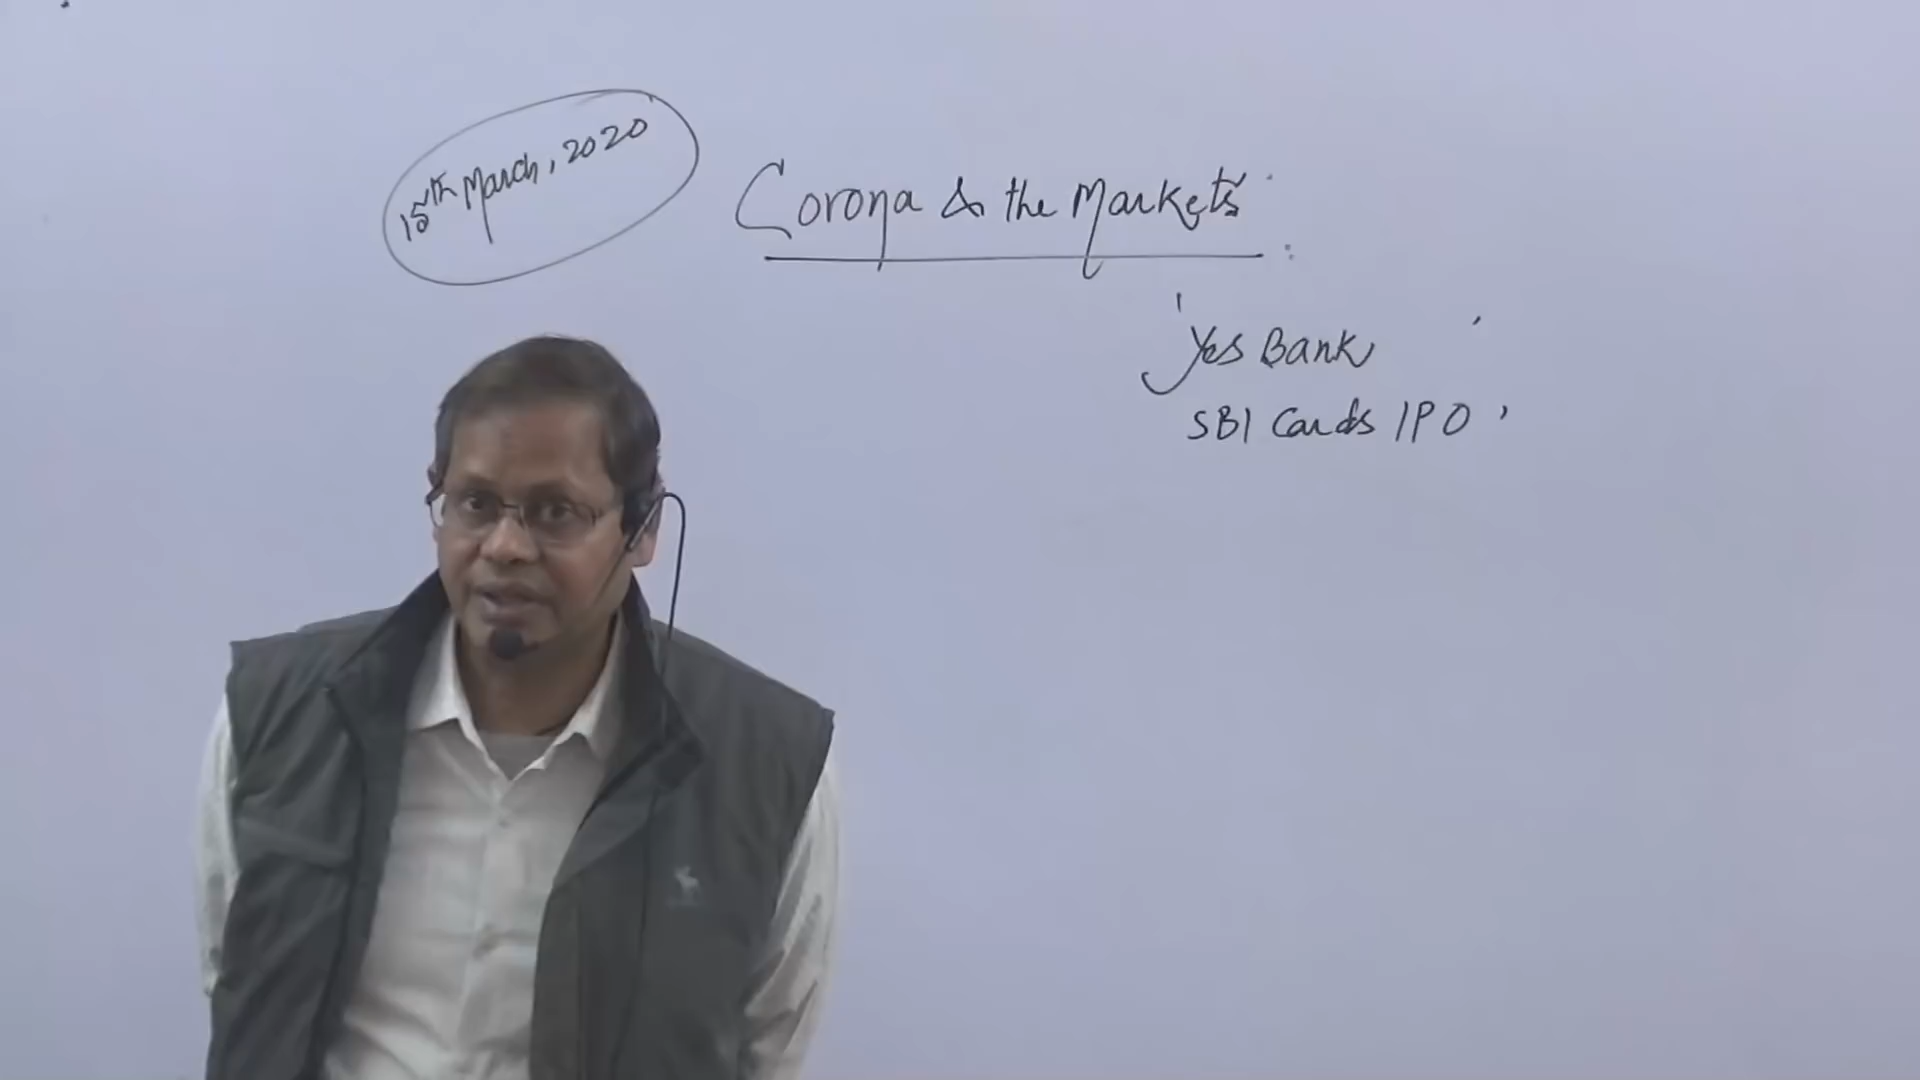 15th March, 2020
Corona & the Markets
Yes Bank
SBI Cards IPO